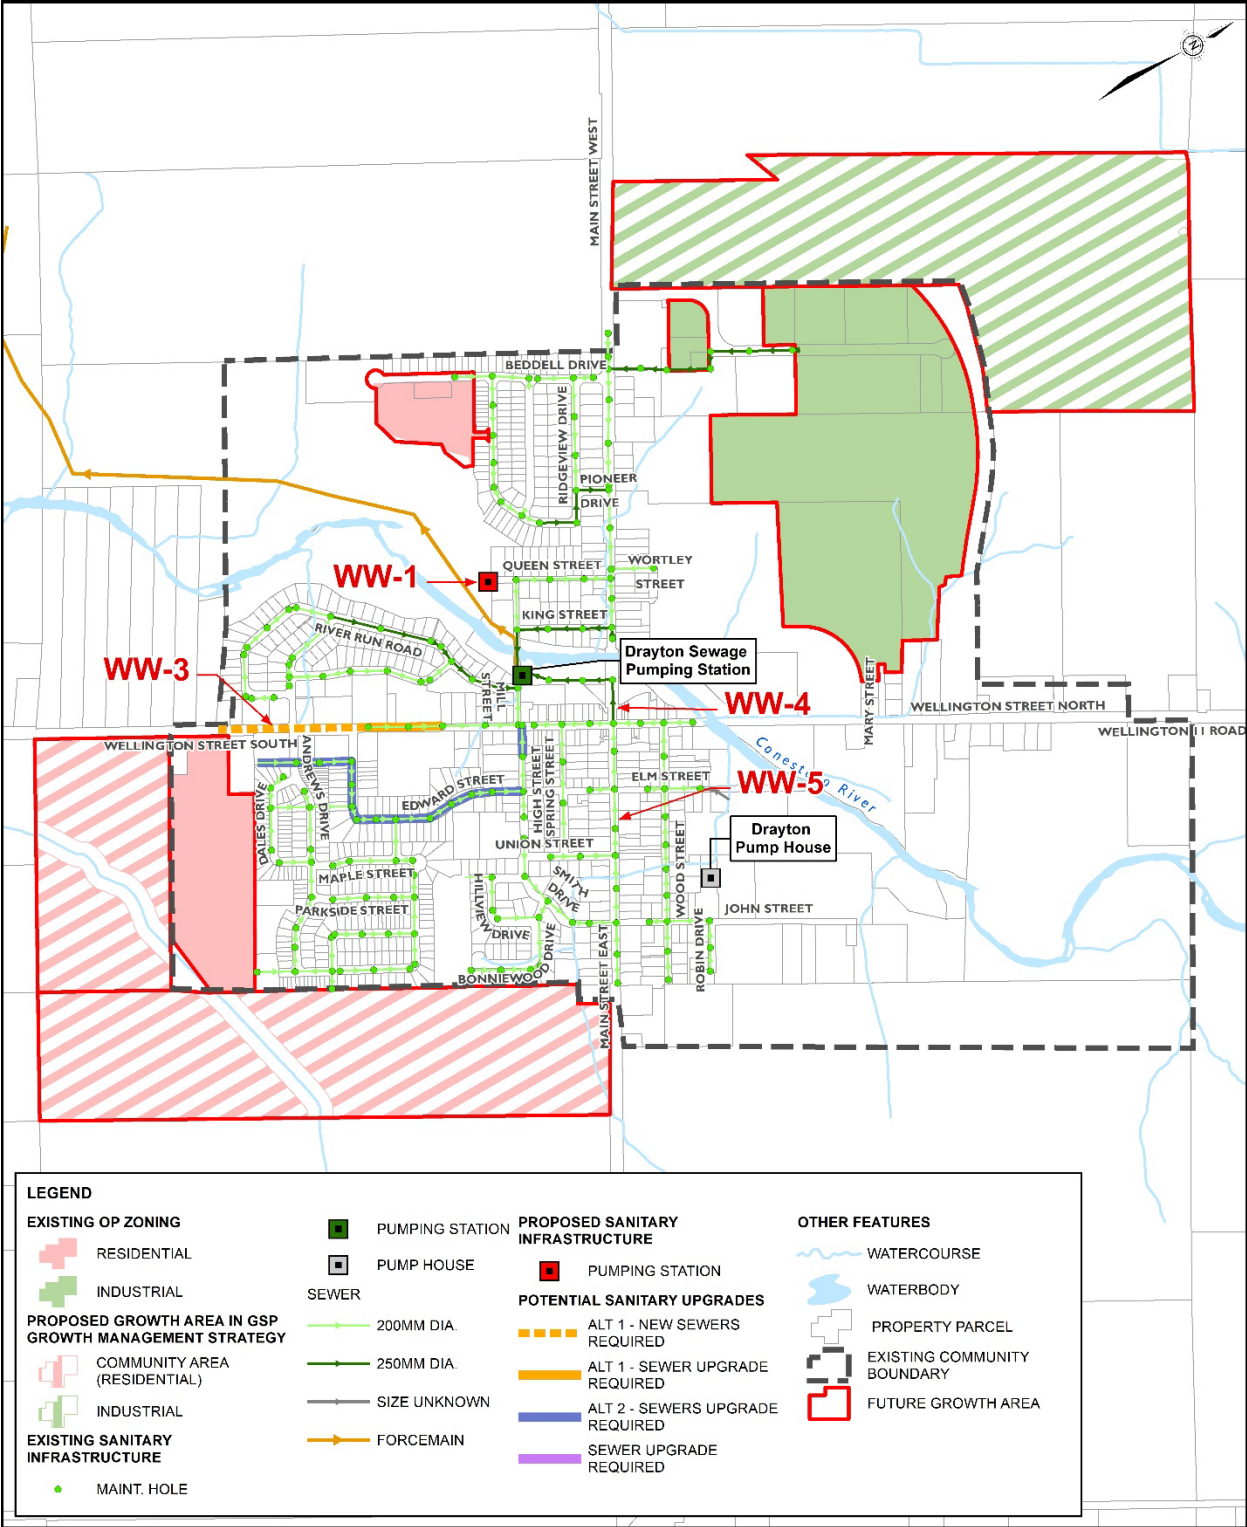 N
MAIN STREET WEST
BEDDELL DRIVE
RIDGEVIEW DRIVE
PIONEER
DRIVE
QUEEN STREET
WORTLEY
STREET
WW-1
KING STREET
RIVER RUN ROAD
Drayton Sewage
Pumping Station
WW-3
MILL
STREET
WW-4
MARY STREET
WELLINGTON STREET NORTH
WELLINGTON 11 ROAD
WELLINGTON STREET SOUTH
ANDREWS DRIVE
Conestogo River
EDWARD STREET
HIGH STREET
SPRING STREET
ELM STREET
WW-5
DALES DRIVE
UNION STREET
Drayton
Pump House
MAPLE STREET
SMITH
DRIVE
WOOD STREET
HILLVIEW DRIVE
PARKSIDE STREET
JOHN STREET
BONNIEWOOD DRIVE
ROBIN DRIVE
MAIN STREET EAST
LEGEND
EXISTING OP ZONING
RESIDENTIAL
INDUSTRIAL
PROPOSED GROWTH AREA IN GSP
GROWTH MANAGEMENT STRATEGY
COMMUNITY AREA
(RESIDENTIAL)
INDUSTRIAL
EXISTING SANITARY
INFRASTRUCTURE
MAINT. HOLE
PUMPING STATION
PUMP HOUSE
SEWER
200MM DIA.
250MM DIA.
SIZE UNKNOWN
FORCEMAIN
PROPOSED SANITARY
INFRASTRUCTURE
PUMPING STATION
POTENTIAL SANITARY UPGRADES
ALT 1 - NEW SEWERS
REQUIRED
ALT 1 - SEWER UPGRADE
REQUIRED
ALT 2 - SEWERS UPGRADE
REQUIRED
SEWER UPGRADE
REQUIRED
OTHER FEATURES
WATERCOURSE
WATERBODY
PROPERTY PARCEL
EXISTING COMMUNITY
BOUNDARY
FUTURE GROWTH AREA